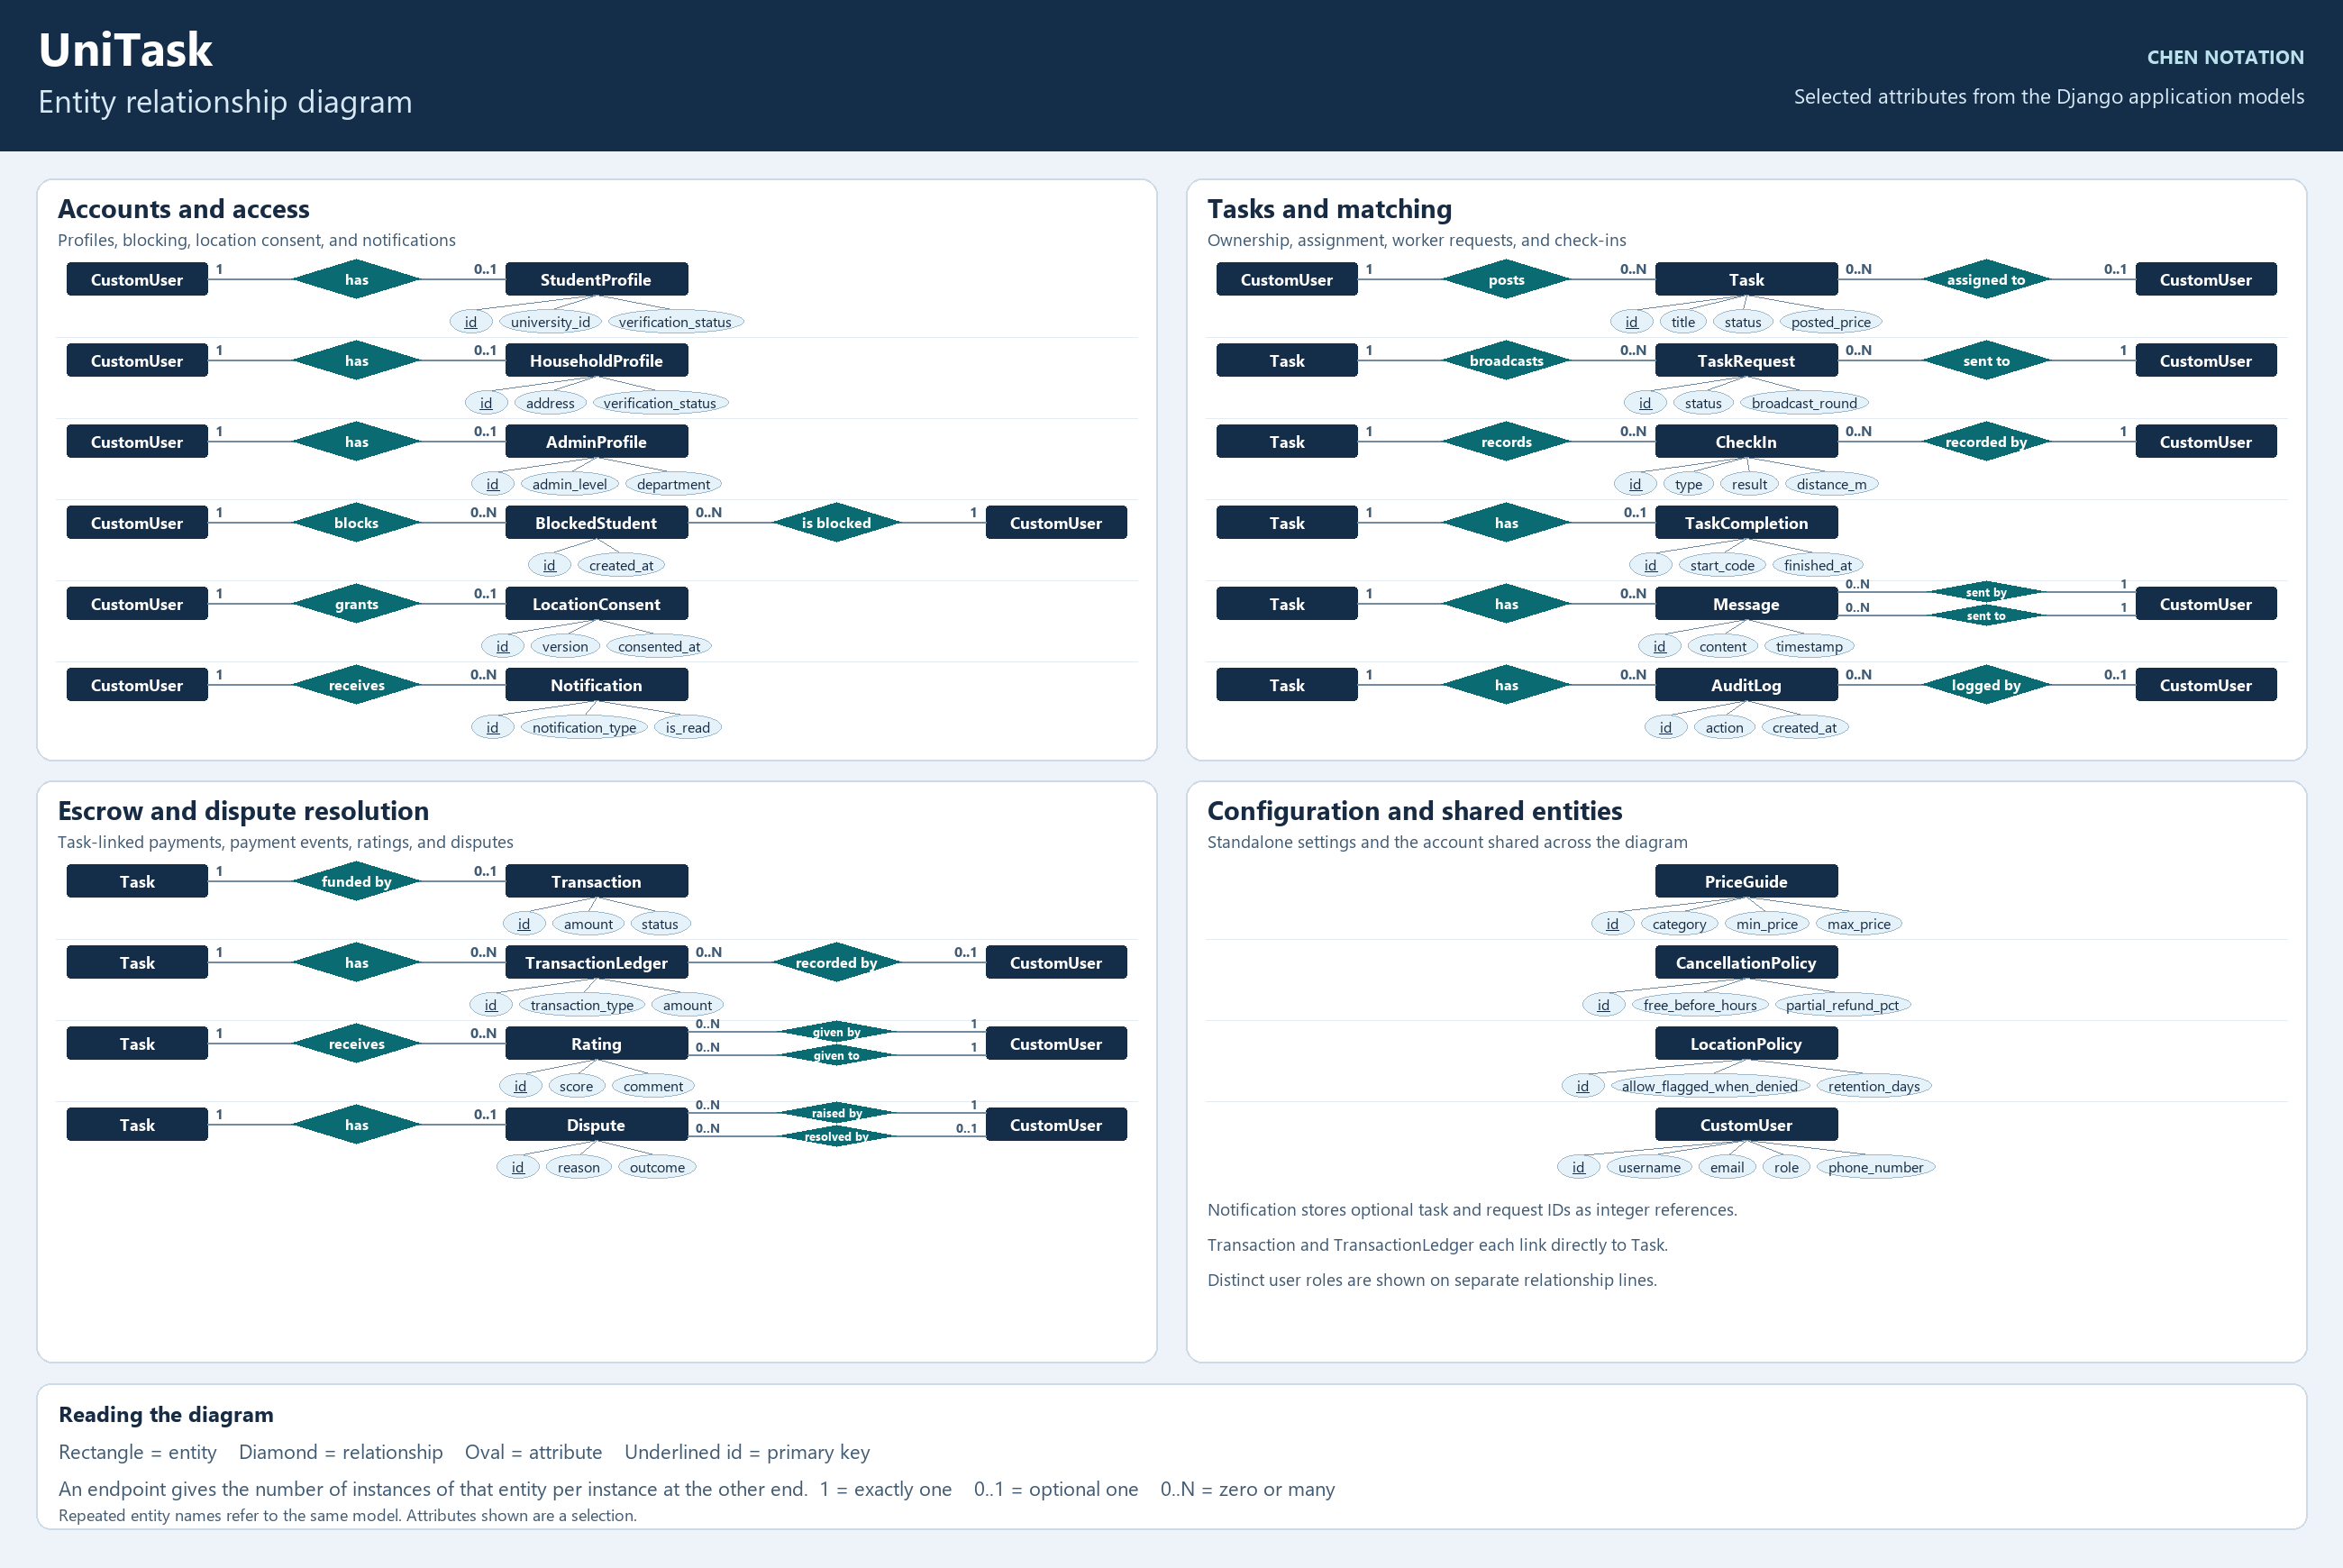 UniTask
Entity relationship diagram
CHEN NOTATION
Selected attributes from the Django application models
Accounts and access
Profiles, blocking, location consent, and notifications
CustomUser 1 has 0..1 StudentProfile
id university_id verification_status
CustomUser 1 has 0..1 HouseholdProfile
id address verification_status
CustomUser 1 has 0..1 AdminProfile
id admin_level department
CustomUser 1 blocks 0..N BlockedStudent 0..N is blocked 1 CustomUser
id created_at
CustomUser 1 grants 0..1 LocationConsent
id version consented_at
CustomUser 1 receives 0..N Notification
id notification_type is_read
Tasks and matching
Ownership, assignment, worker requests, and check-ins
CustomUser 1 posts 0..N Task 0..N assigned to 0..1 CustomUser
id title status posted_price
Task 1 broadcasts 0..N TaskRequest 0..N sent to 1 CustomUser
id status broadcast_round
Task 1 records 0..N CheckIn 0..N recorded by 1 CustomUser
id type result distance_m
Task 1 has 0..1 TaskCompletion
id start_code finished_at
0..N sent by 1
Task 1 has 0..N Message CustomUser
0..N sent to 1
id content timestamp
Task 1 has 0..N AuditLog 0..N logged by 0..1 CustomUser
id action created_at
Escrow and dispute resolution
Task-linked payments, payment events, ratings, and disputes
Task 1 funded by 0..1 Transaction
id amount status
Task 1 has 0..N TransactionLedger 0..N recorded by 0..1 CustomUser
id transaction_type amount
0..N given by 1
Task 1 receives 0..N Rating CustomUser
0..N given to 1
id score comment
0..N raised by 1
Task 1 has 0..1 Dispute CustomUser
0..N resolved by 0..1
id reason outcome
Configuration and shared entities
Standalone settings and the account shared across the diagram
PriceGuide
id category min_price max_price
CancellationPolicy
id free_before_hours partial_refund_pct
LocationPolicy
id allow_flagged_when_denied retention_days
CustomUser
id username email role phone_number
Notification stores optional task and request IDs as integer references.
Transaction and TransactionLedger each link directly to Task.
Distinct user roles are shown on separate relationship lines.
Reading the diagram
Rectangle = entity Diamond = relationship Oval = attribute Underlined id = primary key
An endpoint gives the number of instances of that entity per instance at the other end. 1 = exactly one 0..1 = optional one 0..N = zero or many
Repeated entity names refer to the same model. Attributes shown are a selection.